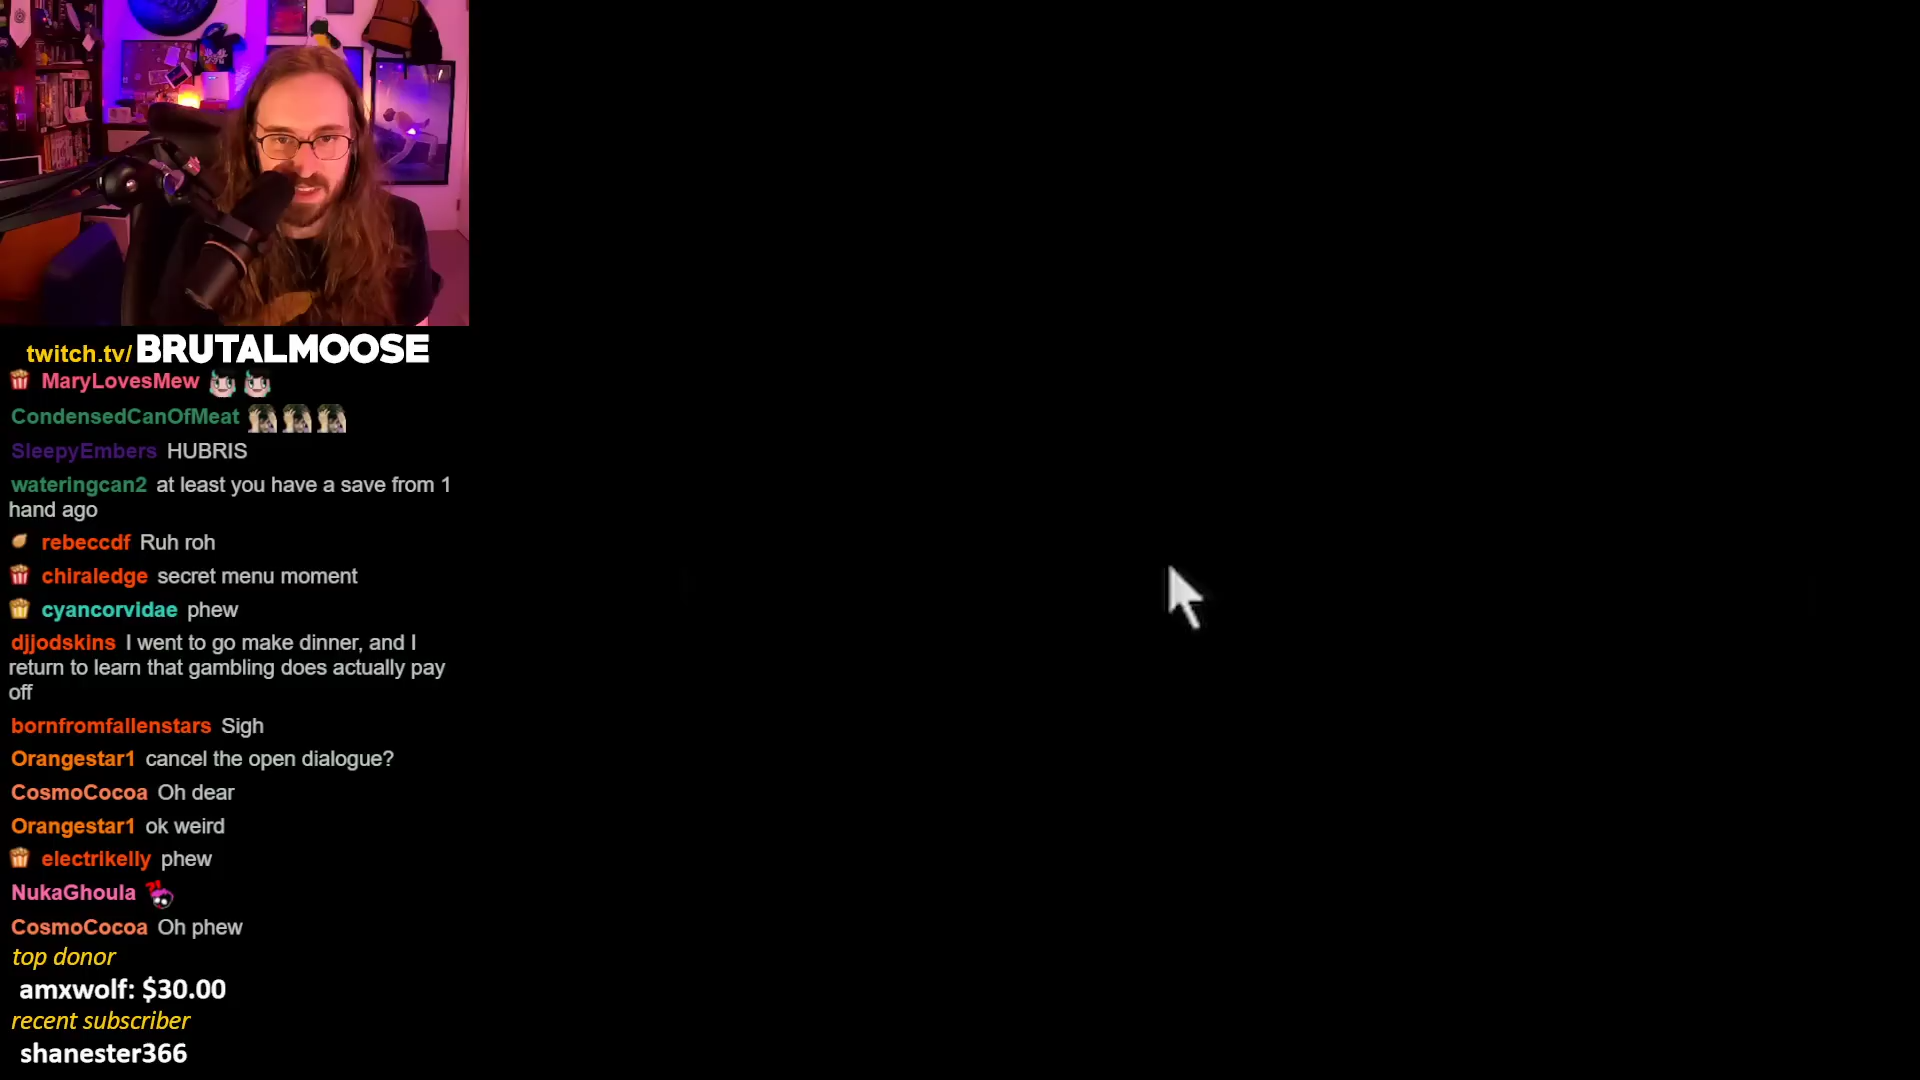 twitch.tv/BRUTALMOOSE
MaryLovesMew
CondensedCanOfMeat
SleepyEmbers HUBRIS
wateringcan2 at least you have a save from 1
hand ago
rebeccdf Ruh roh
chiraledge secret menu moment
cyancorvidae phew
djjodskins I went to go make dinner, and I
return to learn that gambling does actually pay
off
bornfromfallenstars Sigh
Orangestar1 cancel the open dialogue?
CosmoCocoa Oh dear
Orangestar1 ok weird
electrikelly phew
NukaGhoula
CosmoCocoa Oh phew
top donor
amxwolf: $30.00
recent subscriber
shanester366